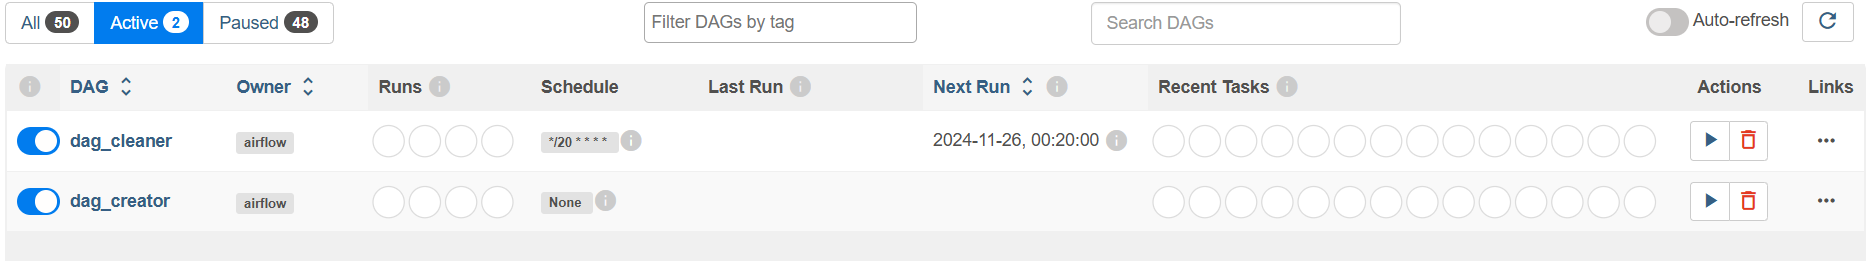 All 50 Active 2 Paused 48 Filter DAGs by tag Search DAGs Auto-refresh
i DAG Owner Runs i Schedule Last Run i Next Run i Recent Tasks i Actions Links
dag_cleaner airflow */20 * * * * i 2024-11-26, 00:20:00 i
dag_creator airflow None i